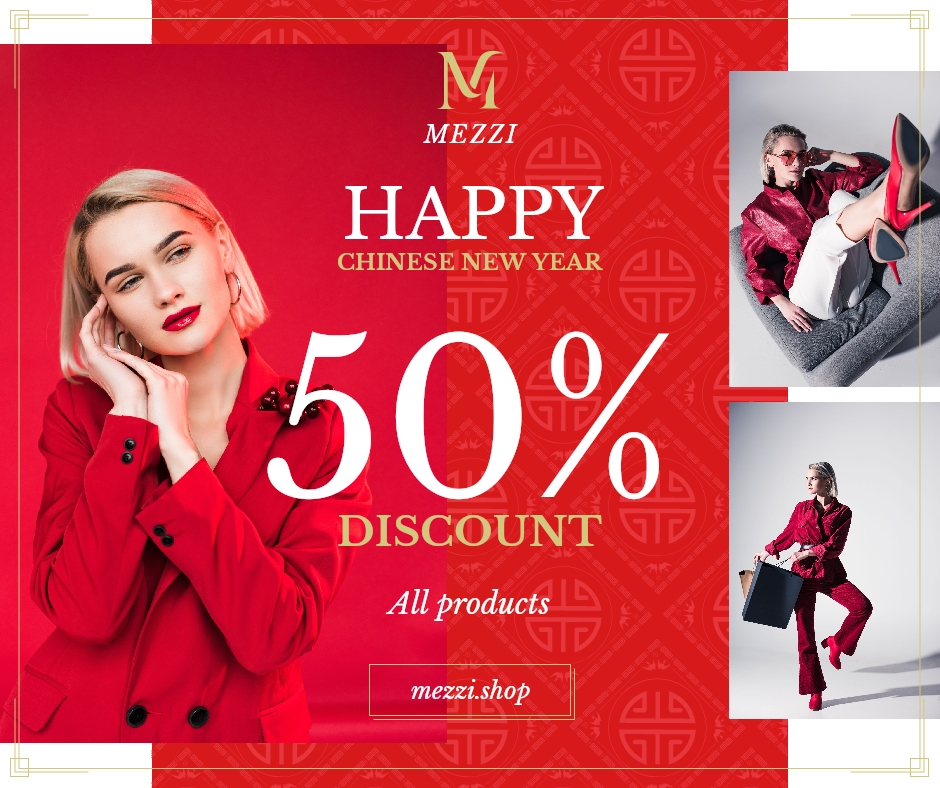 M
MEZZI
HAPPY
CHINESE NEW YEAR
50%
DISCOUNT
All products
mezzi.shop